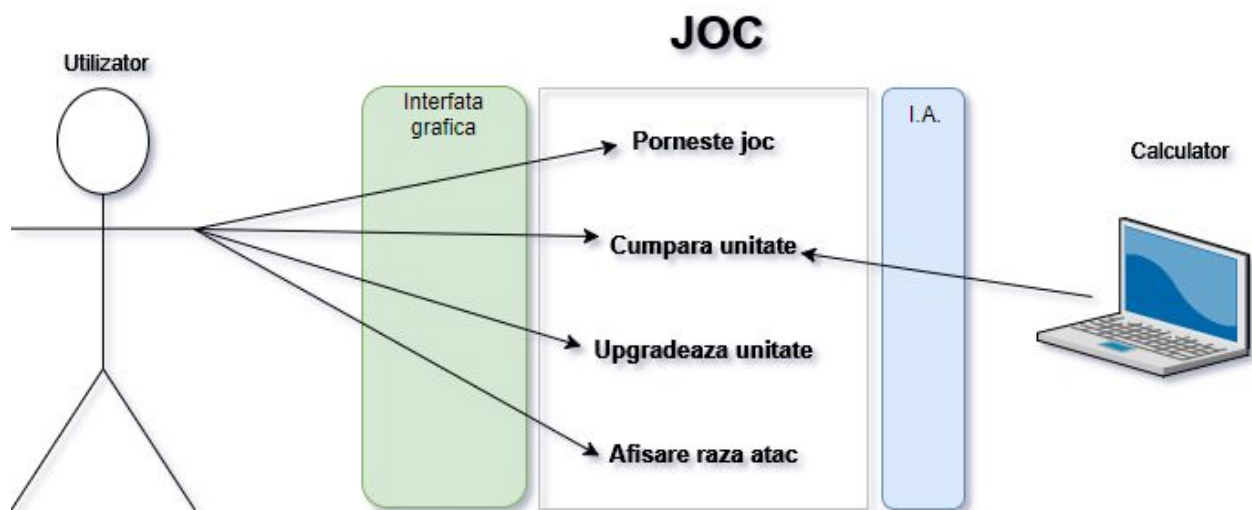 JOC
Utilizator
Interfata
grafica
I.A.
Porneste joc
Calculator
Cumpara unitate
Upgradeaza unitate
Afisare raza atac